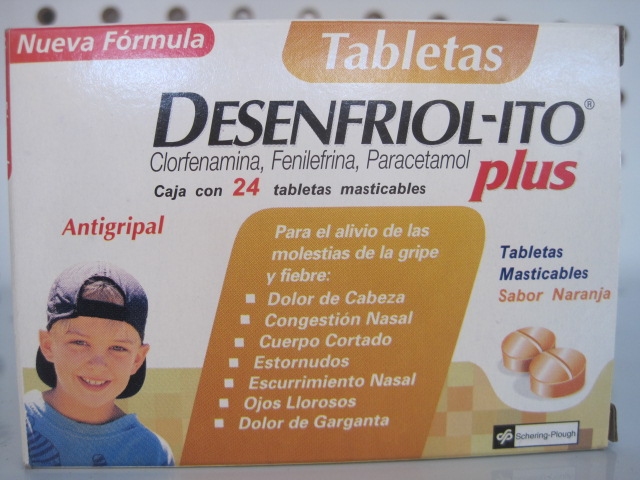 Nueva Fórmula
Tabletas
DESENFRIOL-ITO®
plus
Clorfenamina, Fenilefrina, Paracetamol
Caja con 24 tabletas masticables
Antigripal
Para el alivio de las
molestias de la gripe
y fiebre:
Dolor de Cabeza
Congestión Nasal
Cuerpo Cortado
Estornudos
Escurrimiento Nasal
Ojos Llorosos
Dolor de Garganta
Tabletas
Masticables
Sabor Naranja
Schering-Plough